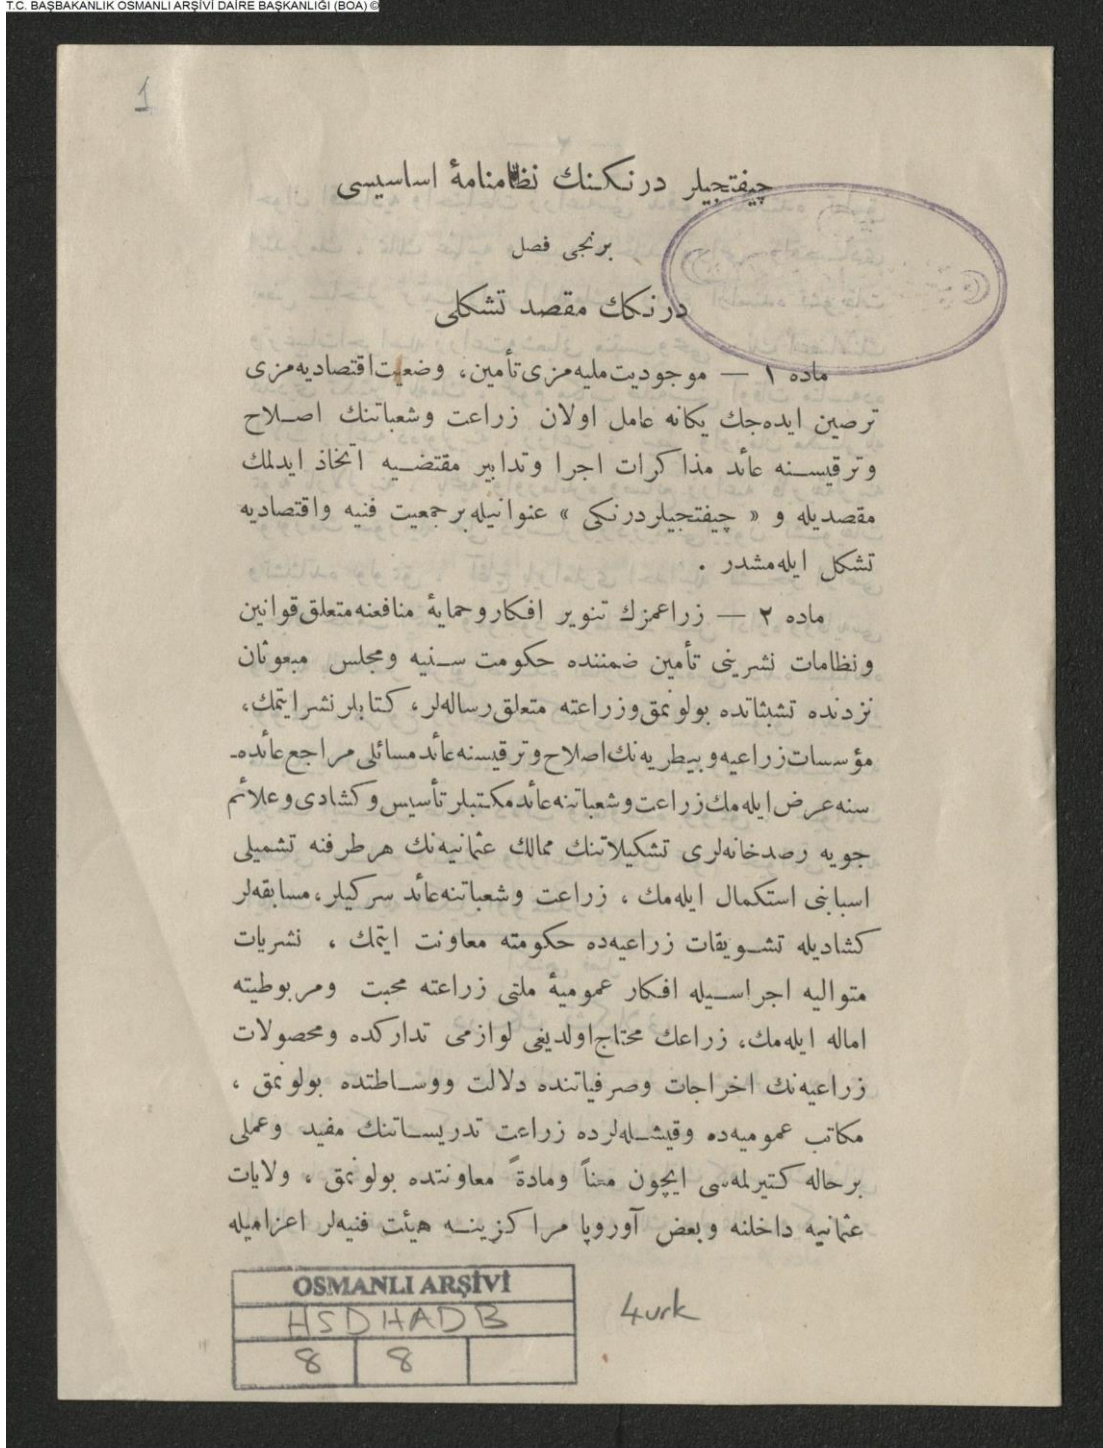 T.C. BAŞBAKANLIK OSMANLI ARŞİVİ DAİRE BAŞKANLIĞI (BOA) ©
1
چیفتجیلر درنکنك نظامنامهٔ اساسیسی
برنجی فصل
درنكك مقصد تشكلی
ماده ۱ — موجودیت ملیه‌مزی تأمین، وضعیت اقتصادیه‌مزی
ترصین ایده‌جك یكانه عامل اولان زراعت وشعباتنك اصلاح
وترقیسنه عائد مذاكرات اجرا وتدابیر مقتضیه اتخاذ ایدلمك
مقصدیله و « چیفتجیلر درنكی » عنوانیله بر جمعیت فنیه واقتصادیه
تشكل ایله‌مشدر .
ماده ۲ — زراعمزك تنویر افكار وحمایهٔ منافعنه متعلق قوانین
ونظامات نشرینی تأمین ضمننده حكومت سنیه ومجلس مبعوثان
نزدنده تشبثاتده بولونمق وزراعته متعلق رساله‌لر، كتابلر نشر ایتمك،
مؤسسات زراعیه وبیطریه‌نك اصلاح وترقیسنه عائد مسائلی مراجع عائده‌ـ
سنه عرض ایله‌مك زراعت وشعباتنه عائد مكتبلر تأسیس وكشادی وعلائم
جویه رصدخانه‌لری تشكیلاتنك ممالك عثمانیه‌نك هر طرفنه تشمیلی
اسبابنی استكمال ایله‌مك ، زراعت وشعباتنه عائد سركیلر، مسابقه‌لر
كشادیله تشویقات زراعیه‌ده حكومته معاونت ایتمك ، نشریات
متوالیه اجراسیله افكار عمومیهٔ ملتی زراعته محبت ومربوطیته
اماله ایله‌مك، زراعك محتاج اولدیغی لوازمی تداركده ومحصولات
زراعیه‌نك اخراجات وصرفیاتنده دلالت ووساطتده بولونمق ،
مكاتب عمومیه‌ده وقیشله‌لرده زراعت تدریساتنك مفید وعملی
بر حاله كتیرلمه‌سی ایچون معناً ومادةً معاونتده بولونمق ، ولایات
عثمانیه داخلنه وبعض آوروپا مراكزینه هیئت فنیه‌لر اعزامیله
OSMANLI ARŞİVİ
HSDHADB
8 8
4 vrk